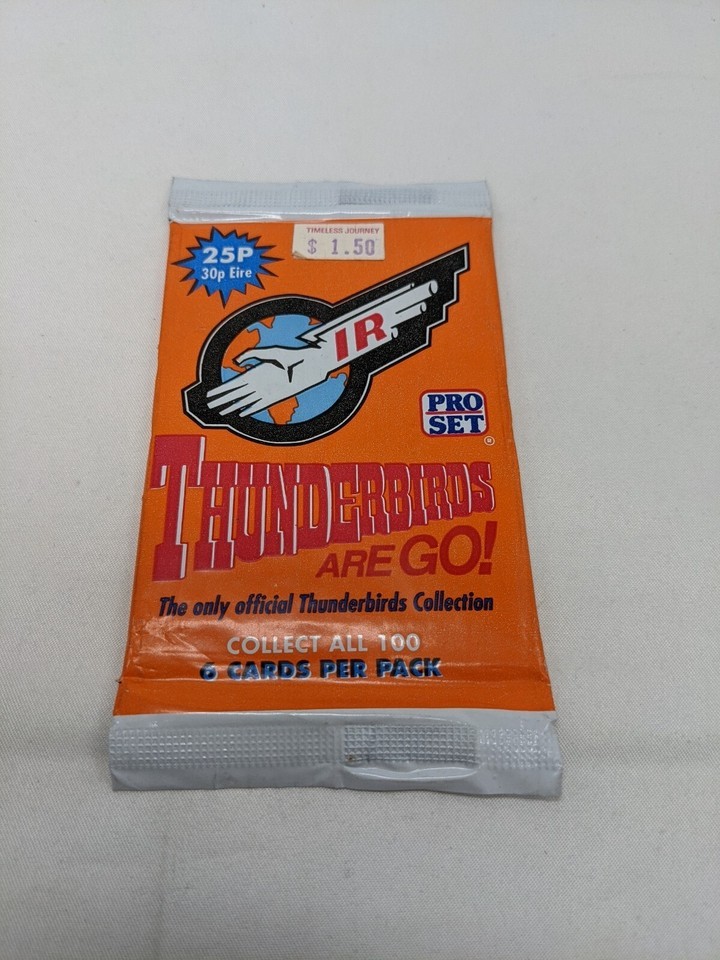 TIMELESS JOURNEY
$ 1.50
25P
30p Eire
IR
PRO
SET
®
THUNDERBIRDS
ARE GO!
The only official Thunderbirds Collection
COLLECT ALL 100
6 CARDS PER PACK